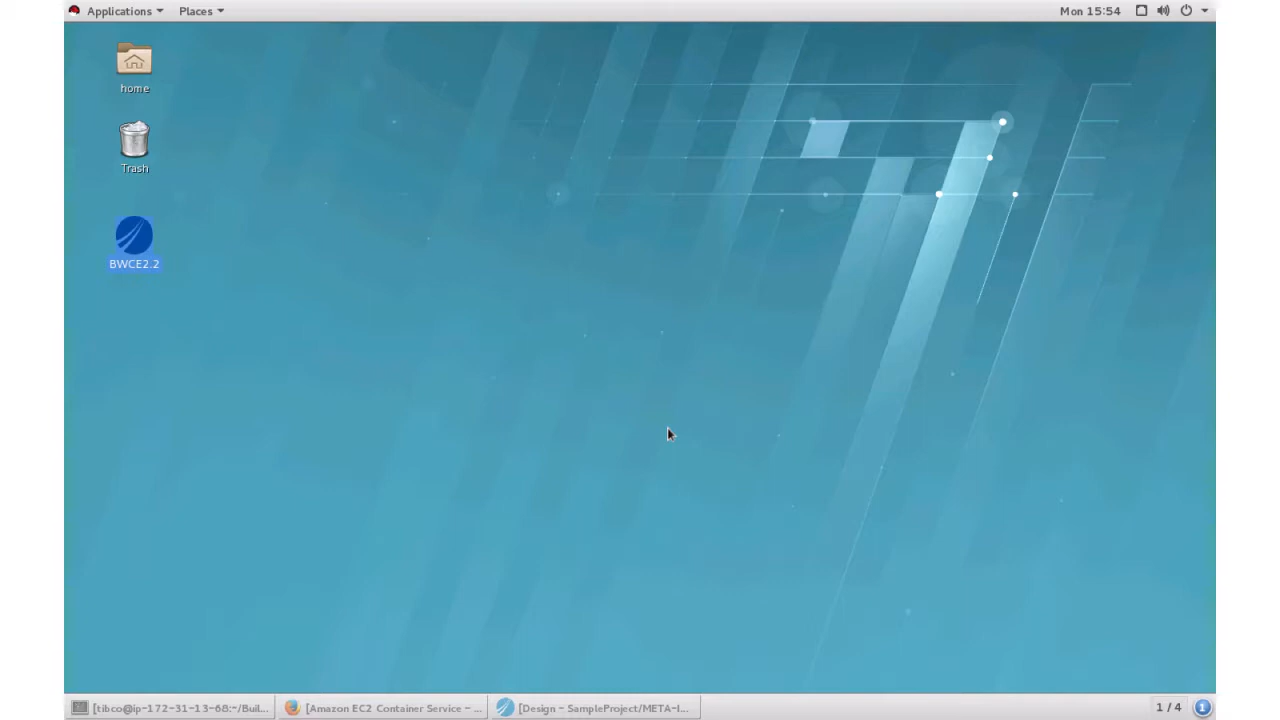 Applications Places Mon 15:54
home
Trash
BWCE2.2
[tibco@ip-172-31-13-68:~/Buil... [Amazon EC2 Container Service – ... [Design – SampleProject/META-I... 1 / 4 1